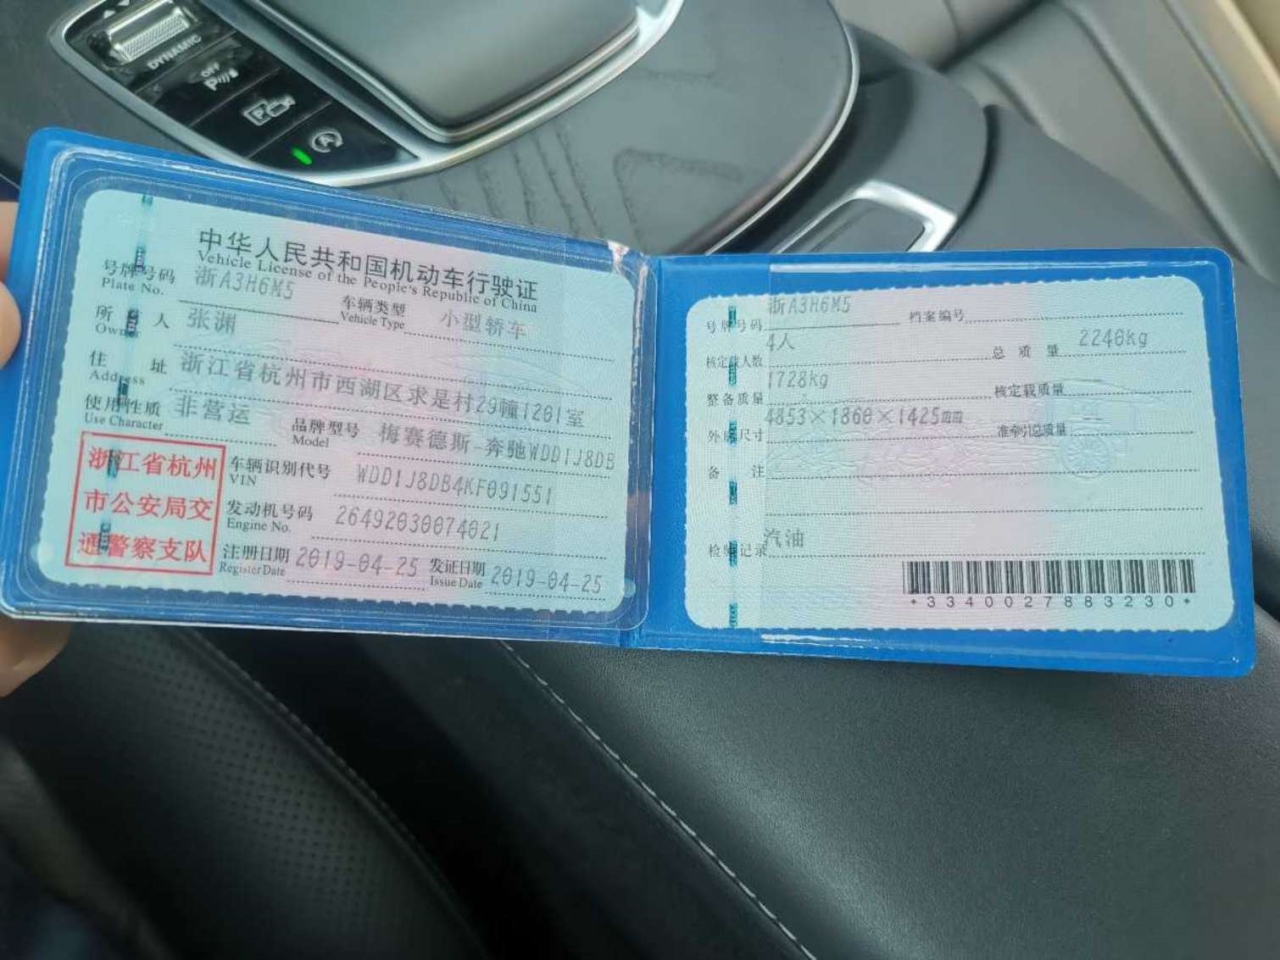 DYNAMIC
OFF
P
P
A
中华人民共和国机动车行驶证
Vehicle License of the People's Republic of China
号牌号码 浙A3H6M5 车辆类型 小型轿车
Plate No. Vehicle Type
所 有 人 张渊
Owner
住 址 浙江省杭州市西湖区求是村29幢1201室
Address
使用性质 非营运 品牌型号 梅赛德斯-奔驰WDD1J8DB
Use Character Model
浙江省杭州
市公安局交
通警察支队
车辆识别代号 WDD1J8DB4KF091551
VIN
发动机号码 26492030074021
Engine No.
注册日期 2019-04-25 发证日期 2019-04-25
Register Date Issue Date
号牌号码 浙A3H6M5 档案编号
核定载人数 4人 总 质 量 2240kg
整备质量 1728kg 核定载质量
外廓尺寸 4853×1860×1425mm 准牵引总质量
备 注
检验记录 汽油
*3340027883230*